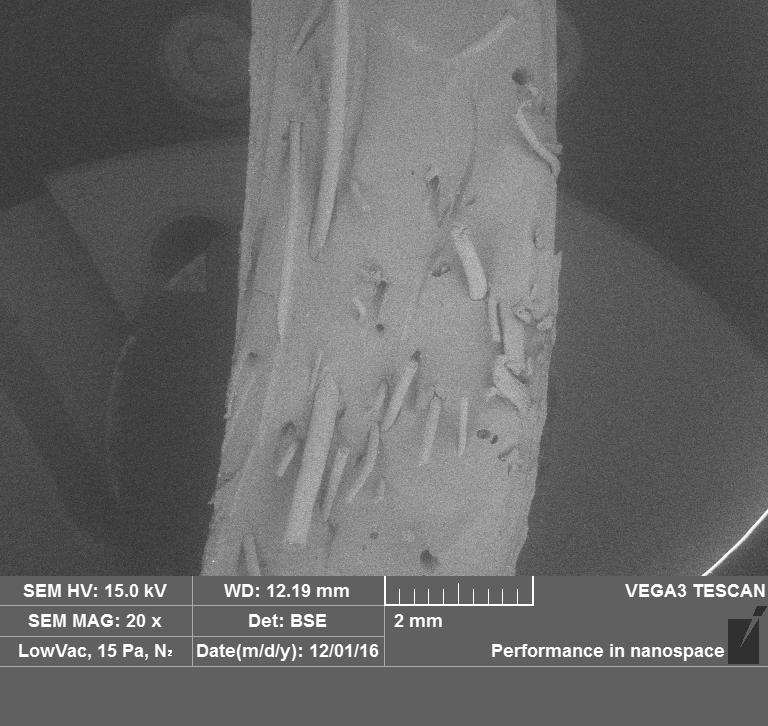 SEM HV: 15.0 kV WD: 12.19 mm VEGA3 TESCAN
SEM MAG: 20 x Det: BSE 2 mm
LowVac, 15 Pa, N₂ Date(m/d/y): 12/01/16 Performance in nanospace